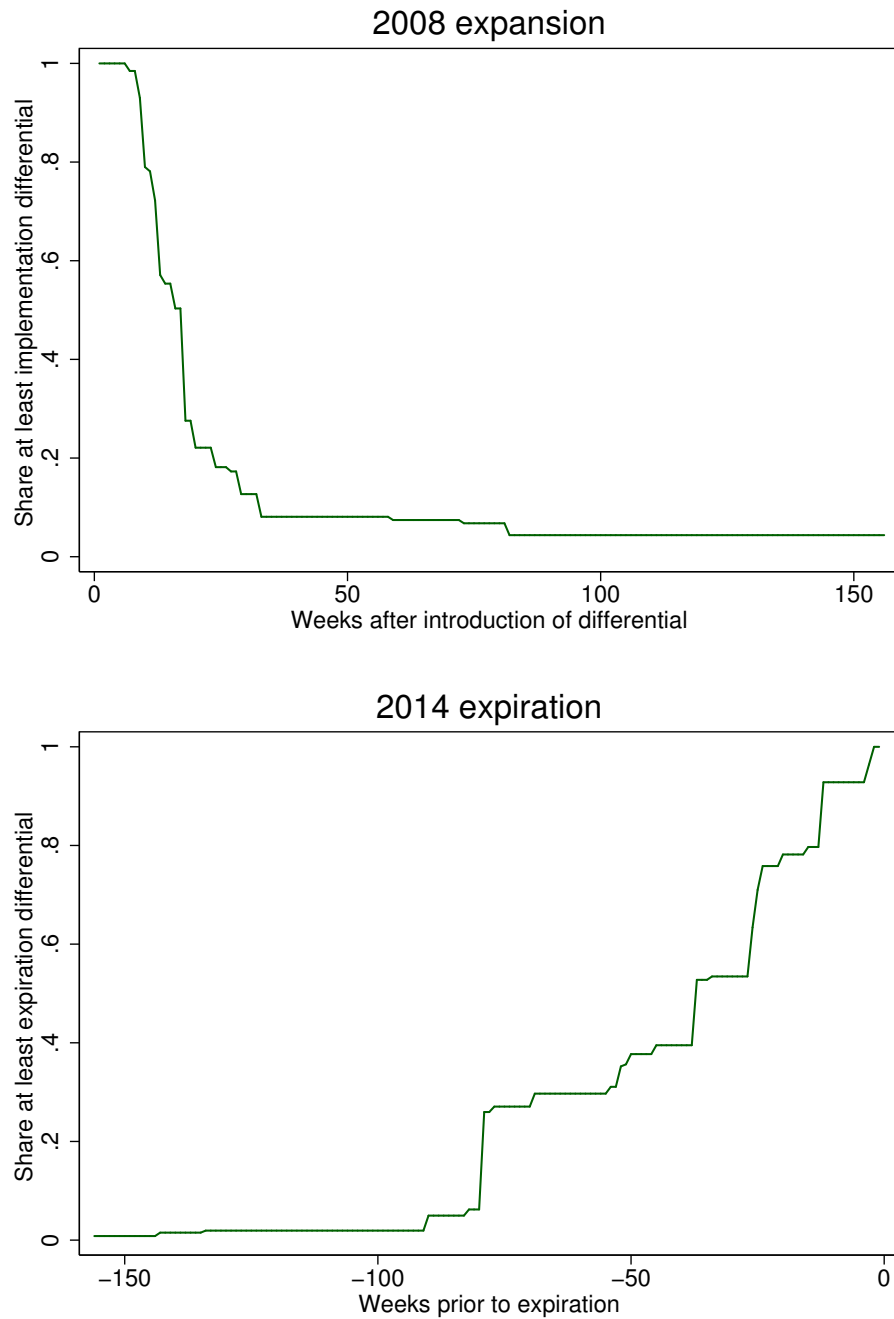 2008 expansion
Share at least implementation differential
1
.8
.6
.4
.2
0
0 50 100 150
Weeks after introduction of differential
2014 expiration
Share at least expiration differential
1
.8
.6
.4
.2
0
−150 −100 −50 0
Weeks prior to expiration